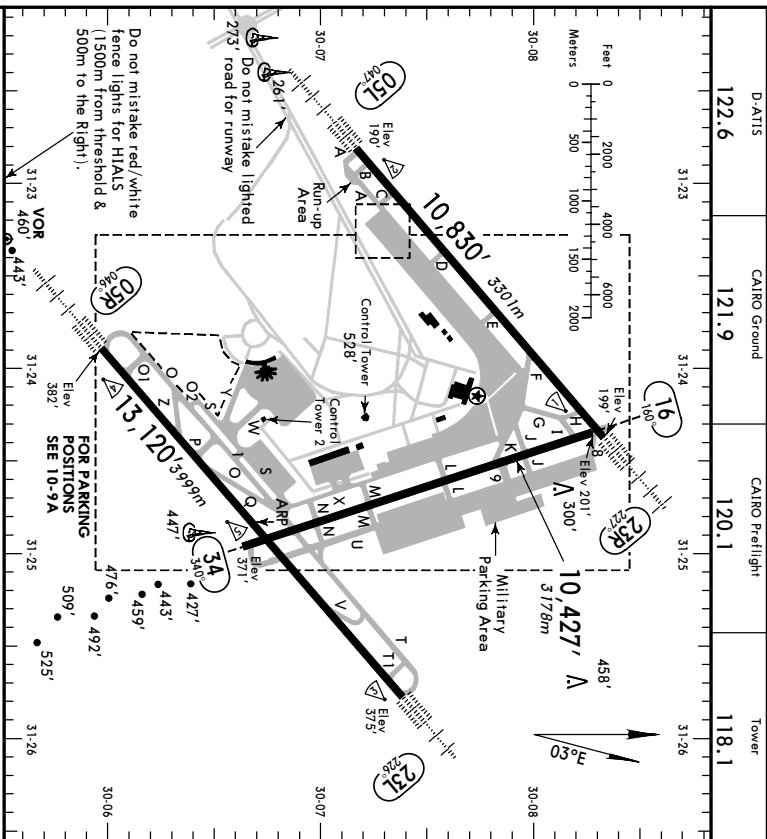 D-ATIS
122.6
CAIRO Ground
121.9
CAIRO Preflight
120.1
Tower
118.1
31-23
31-24
31-25
31-26
30-08
30-07
30-06
Feet
0
2000
4000
6000
Meters
0
500
1000
1500
2000
16
160°
Elev
199'
Elev 201'
23R
227°
05L
047°
Elev
190'
10,830'
3301m
10,427'
3178m
300'
458'
Military
Parking Area
03°E
Run-up
Area
Control Tower
528'
Control
Tower 2
273'
261'
Do not mistake lighted
road for runway
Do not mistake red/white
fence lights for HIALS
(1500m from threshold &
500m to the Right).
VOR
460'
443'
05R
046°
Elev
382'
13,120'
3999m
FOR PARKING
POSITIONS
SEE 10-9A
ARP
34
340°
Elev
371'
447'
427'
443'
459'
476'
492'
509'
525'
23L
226°
Elev
375'
A
B
A
C
D
E
F
G
H
I
J
J
K
8
9
L
L
M
M
N
N
X
U
V
T
T1
O1
O
O2
Z
S
Y
P
W
1
O
S
Q
1
2
3
4
5